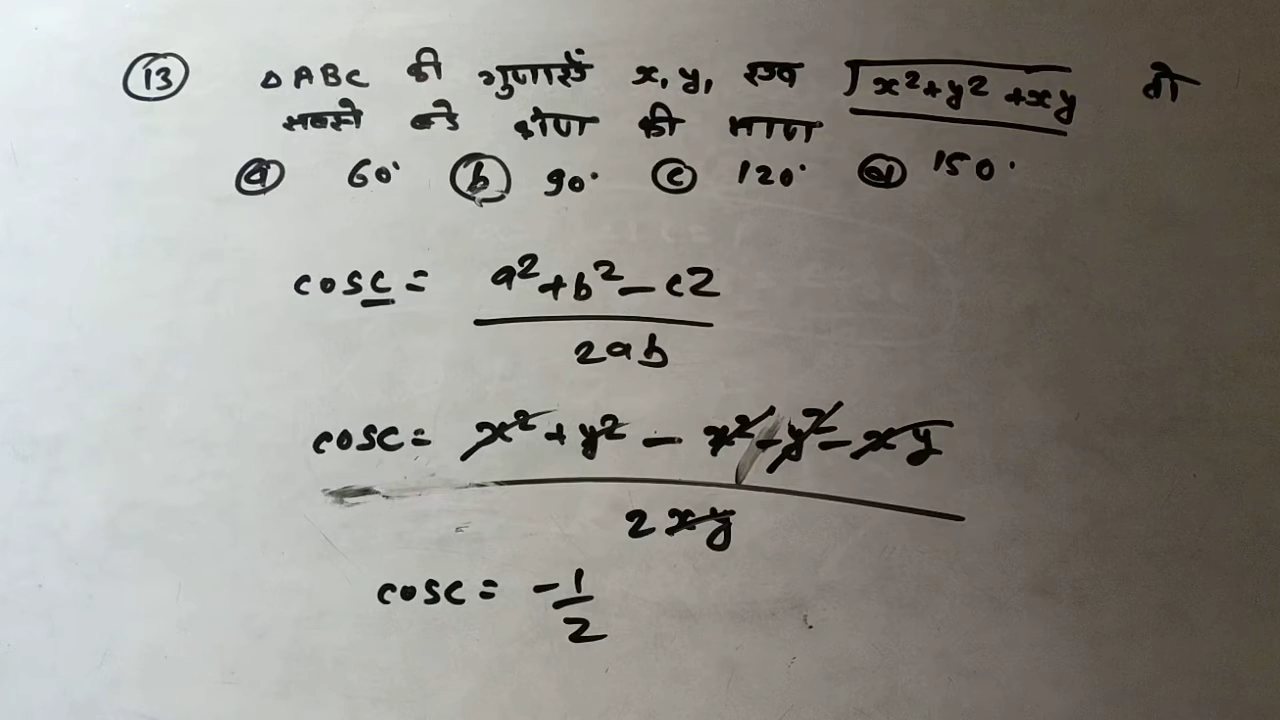 13 △ABC की गुणाएँ x, y, एव √x²+y²+xy तो
सबसे बडे कोण की माप
(a) 60° (b) 90° (c) 120° (d) 150°
cosc = a²+b²-c2
2ab
cosc = x²+y² - x²-y²-xy
2xy
cosc = -1
2